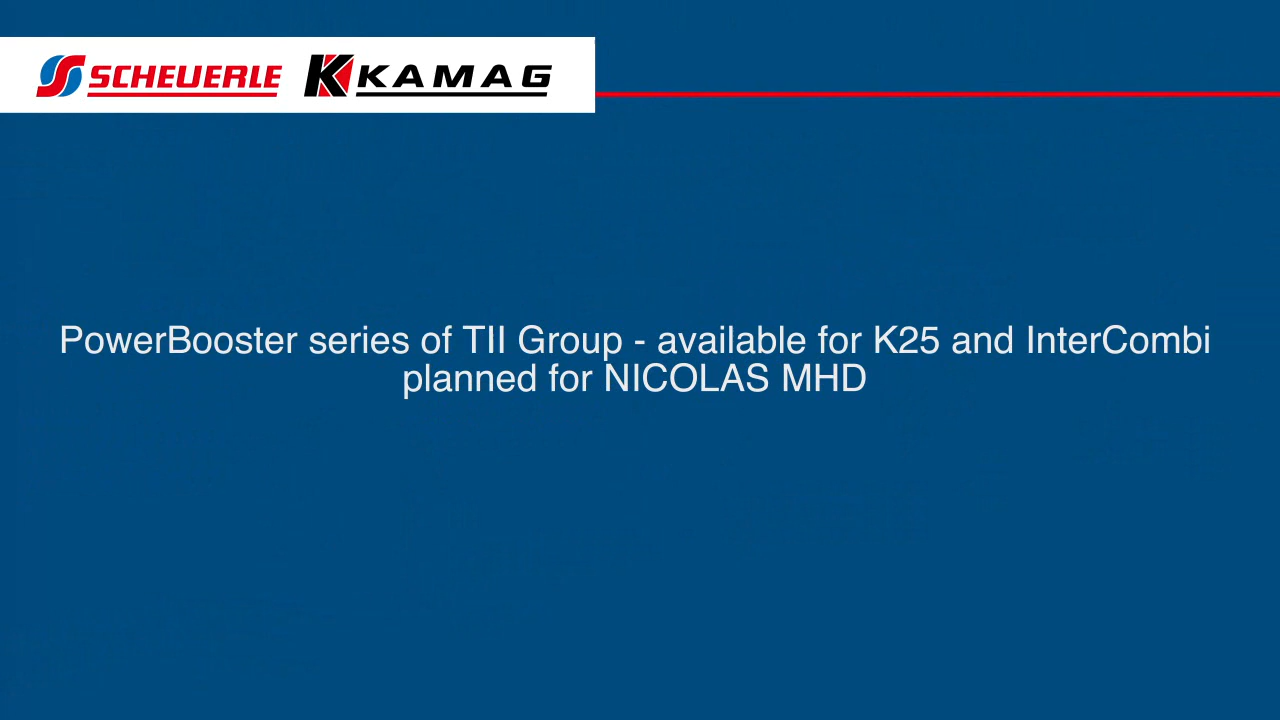 SCHEUERLE KAMAG
PowerBooster series of TII Group - available for K25 and InterCombi
planned for NICOLAS MHD